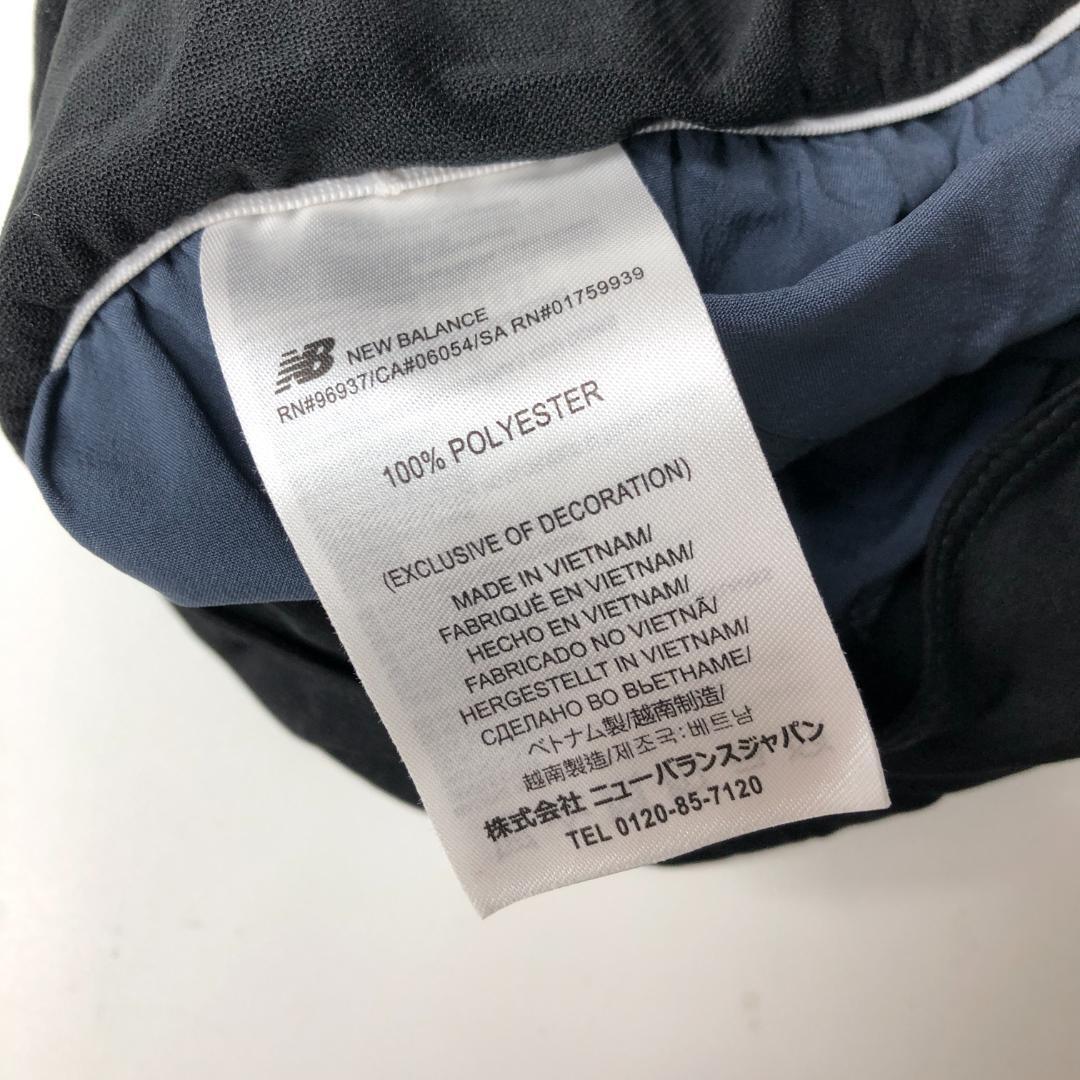 NB NEW BALANCE
RN#96937/CA#06054/SA RN#01759939
100% POLYESTER
(EXCLUSIVE OF DECORATION)
MADE IN VIETNAM/
FABRIQUÉ EN VIETNAM/
HECHO EN VIETNAM/
FABRICADO NO VIETNÃ/
HERGESTELLT IN VIETNAM/
СДЕЛАНО ВО ВЬЕТНАМЕ/
ベトナム製/越南制造/
越南製造/제조국:베트남
株式会社 ニューバランスジャパン
TEL 0120-85-7120